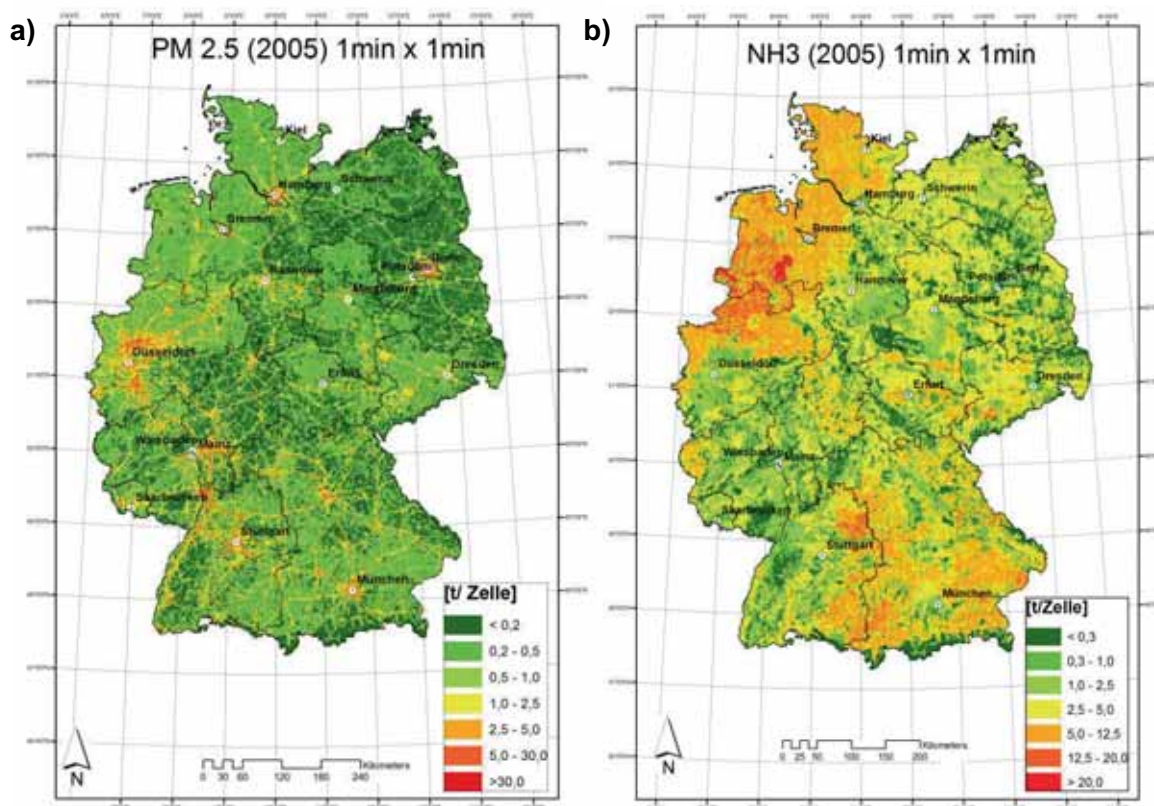 a)
PM 2.5 (2005) 1min x 1min
Kiel
Hamburg
Schwerin
Bremen
Hannover
Potsdam
Berlin
Magdeburg
Düsseldorf
Erfurt
Dresden
Wiesbaden
Mainz
Saarbrücken
Stuttgart
München
[t/ Zelle]
< 0,2
0,2 - 0,5
0,5 - 1,0
1,0 - 2,5
2,5 - 5,0
5,0 - 30,0
>30,0
N
Kilometers
0 30 60 120 180 240
b)
NH3 (2005) 1min x 1min
Kiel
Hamburg
Schwerin
Bremen
Hannover
Potsdam
Berlin
Magdeburg
Düsseldorf
Erfurt
Dresden
Wiesbaden
Mainz
Saarbrücken
Stuttgart
München
[t/Zelle]
< 0,3
0,3 - 1,0
1,0 - 2,5
2,5 - 5,0
5,0 - 12,5
12,5 - 20,0
> 20,0
N
Kilometers
0 25 50 100 150 200